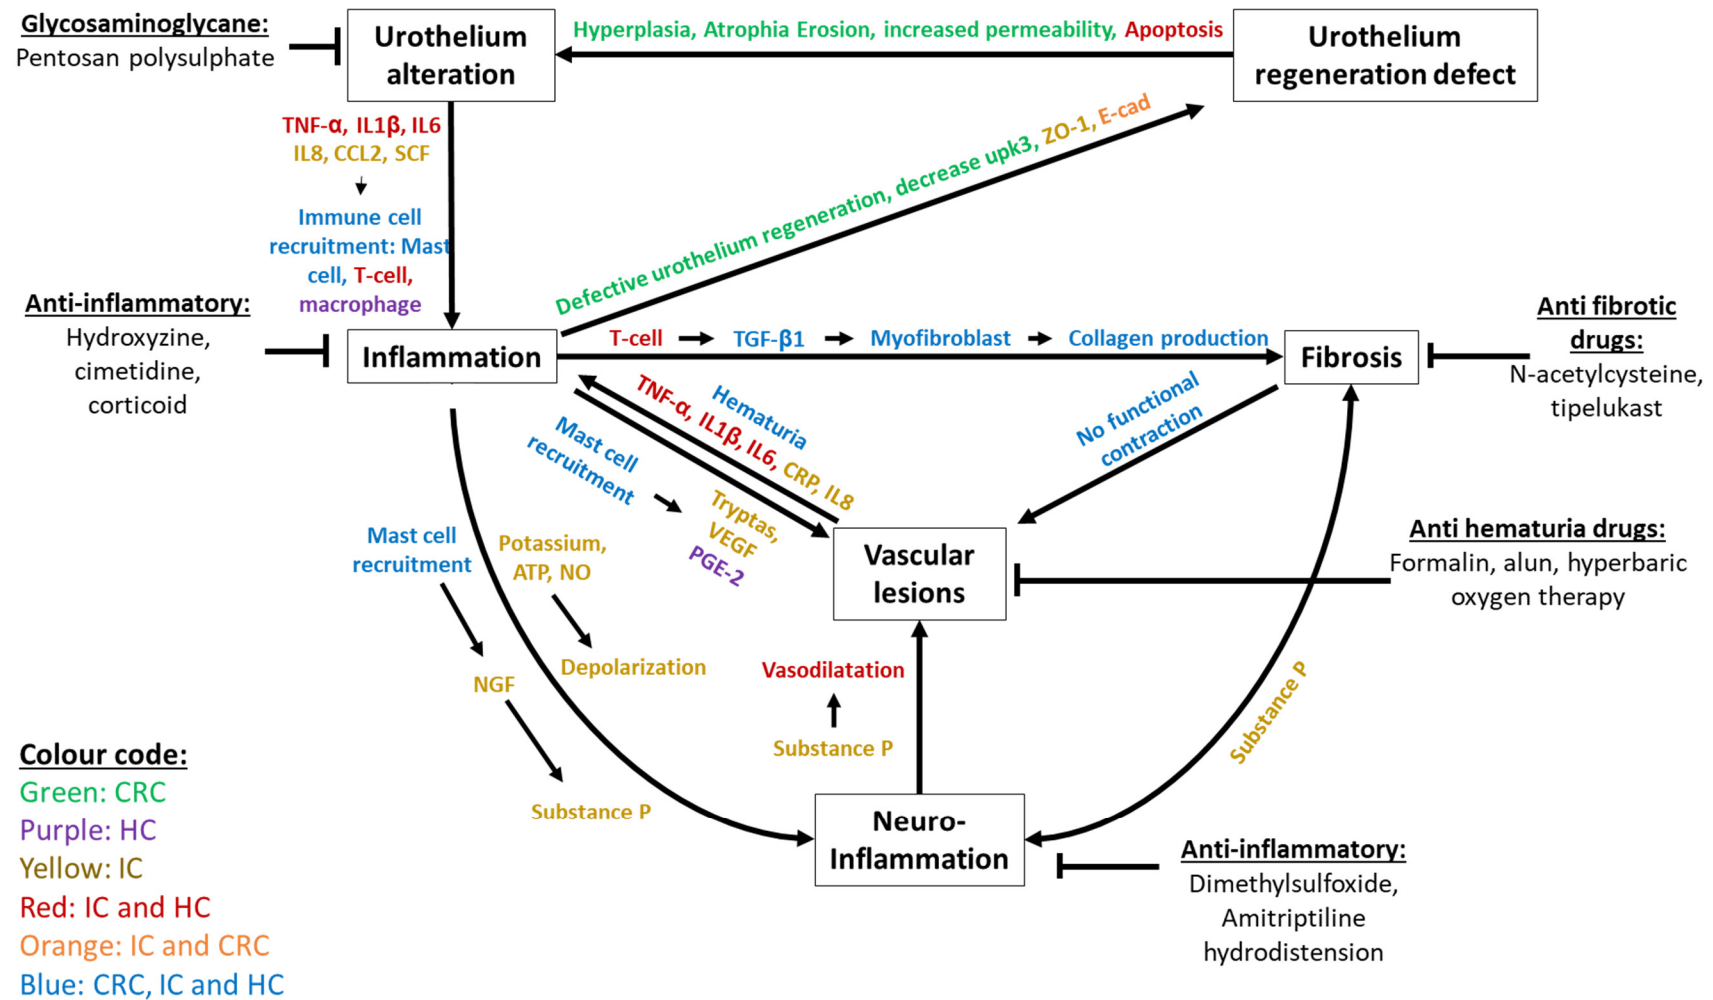 Glycosaminoglycane:
Pentosan polysulphate
Urothelium
alteration
Hyperplasia, Atrophia Erosion, increased permeability, Apoptosis
Urothelium
regeneration defect
TNF-α, IL1β, IL6
IL8, CCL2, SCF
Immune cell
recruitment: Mast
cell, T-cell,
macrophage
Defective urothelium regeneration, decrease upk3, ZO-1, E-cad
Anti-inflammatory:
Hydroxyzine,
cimetidine,
corticoid
Inflammation
T-cell
TGF-β1
Myofibroblast
Collagen production
Fibrosis
Anti fibrotic
drugs:
N-acetylcysteine,
tipelukast
Hematuria
TNF-α, IL1β, IL6, CRP, IL8
Mast cell
recruitment
Tryptas,
VEGF
PGE-2
No functional
contraction
Vascular
lesions
Anti hematuria drugs:
Formalin, alun, hyperbaric
oxygen therapy
Mast cell
recruitment
Potassium,
ATP, NO
Depolarization
NGF
Substance P
Vasodilatation
Substance P
Substance P
Neuro-
Inflammation
Anti-inflammatory:
Dimethylsulfoxide,
Amitriptiline
hydrodistension
Colour code:
Green: CRC
Purple: HC
Yellow: IC
Red: IC and HC
Orange: IC and CRC
Blue: CRC, IC and HC